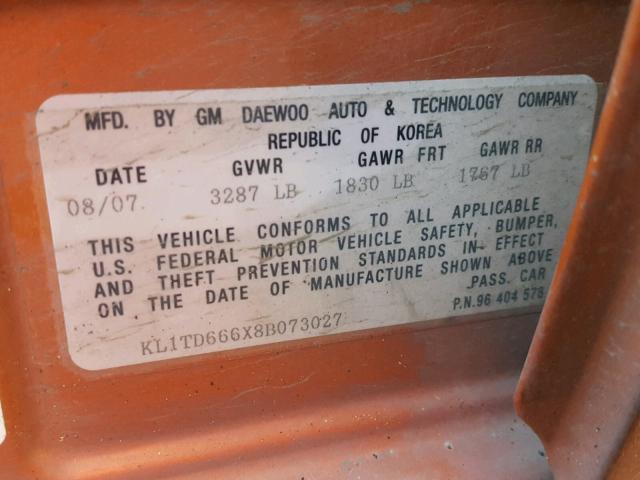 MFD. BY GM DAEWOO AUTO & TECHNOLOGY COMPANY
REPUBLIC OF KOREA
DATE GVWR GAWR FRT GAWR RR
08/07 3287 LB 1830 LB 1767 LB
THIS VEHICLE CONFORMS TO ALL APPLICABLE
U.S. FEDERAL MOTOR VEHICLE SAFETY, BUMPER,
AND THEFT PREVENTION STANDARDS IN EFFECT
ON THE DATE OF MANUFACTURE SHOWN ABOVE
PASS. CAR
P.N.96 404 578
KL1TD666X8B073027